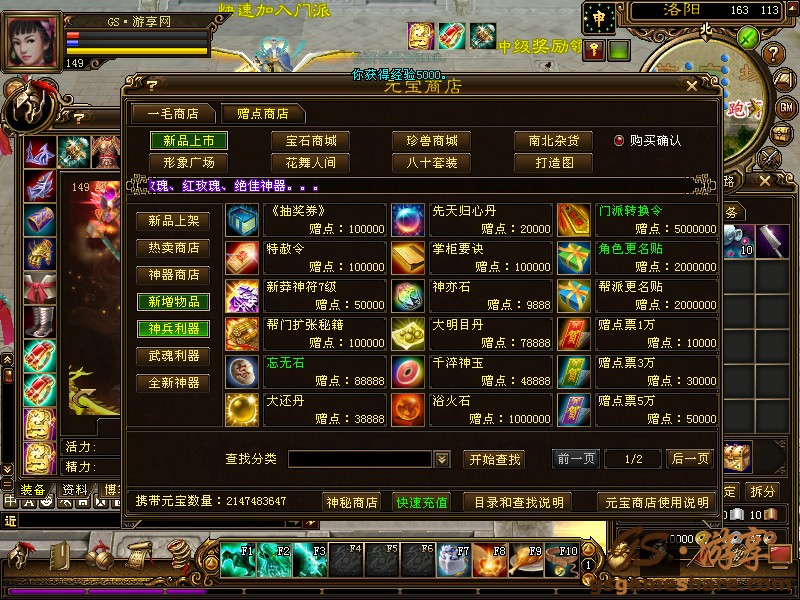 GS·游享网
149
快速加入门派
中级奖励领
申
洛阳 163 113
北
GM
你获得经验5000。
元宝商店
一毛商店 赠点商店
新品上市 宝石商城 珍兽商城 南北杂货 购买确认
形象广场 花舞人间 八十套装 打造图
玫瑰、红玫瑰、绝佳神器。。。
149
新品上架
热卖商店
神器商店
新增物品
神兵利器
武魂利器
全新神器
《抽奖券》 先天归心丹 门派转换令
赠点：100000 赠点：20000 赠点：5000000
特赦令 掌柜要诀 角色更名贴
赠点：100000 赠点：100000 赠点：2000000
新莽神符7级 神亦石 帮派更名贴
赠点：50000 赠点：9888 赠点：2000000
帮门扩张秘籍 大明目丹 赠点票1万
赠点：100000 赠点：78888 赠点：10000
忘无石 千淬神玉 赠点票3万
赠点：88888 赠点：48888 赠点：30000
大还丹 浴火石 赠点票5万
赠点：38888 赠点：1000000 赠点：50000
10
活力：
精力：
查找分类 开始查找 前一页 1/2 后一页
装备 资料
携带元宝数量：2147483647 神秘商店 快速充值 目录和查找说明 元宝商店使用说明
定 拆分
近
F1 F2 F3 F4 F5 F6 F7 F8 F9 F10
1
GS·游享